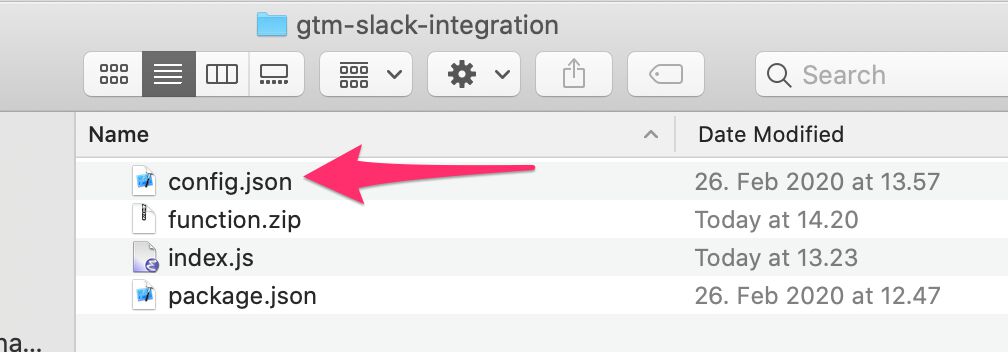 gtm-slack-integration
Search
Name Date Modified
config.json 26. Feb 2020 at 13.57
function.zip Today at 14.20
index.js Today at 13.23
package.json 26. Feb 2020 at 12.47